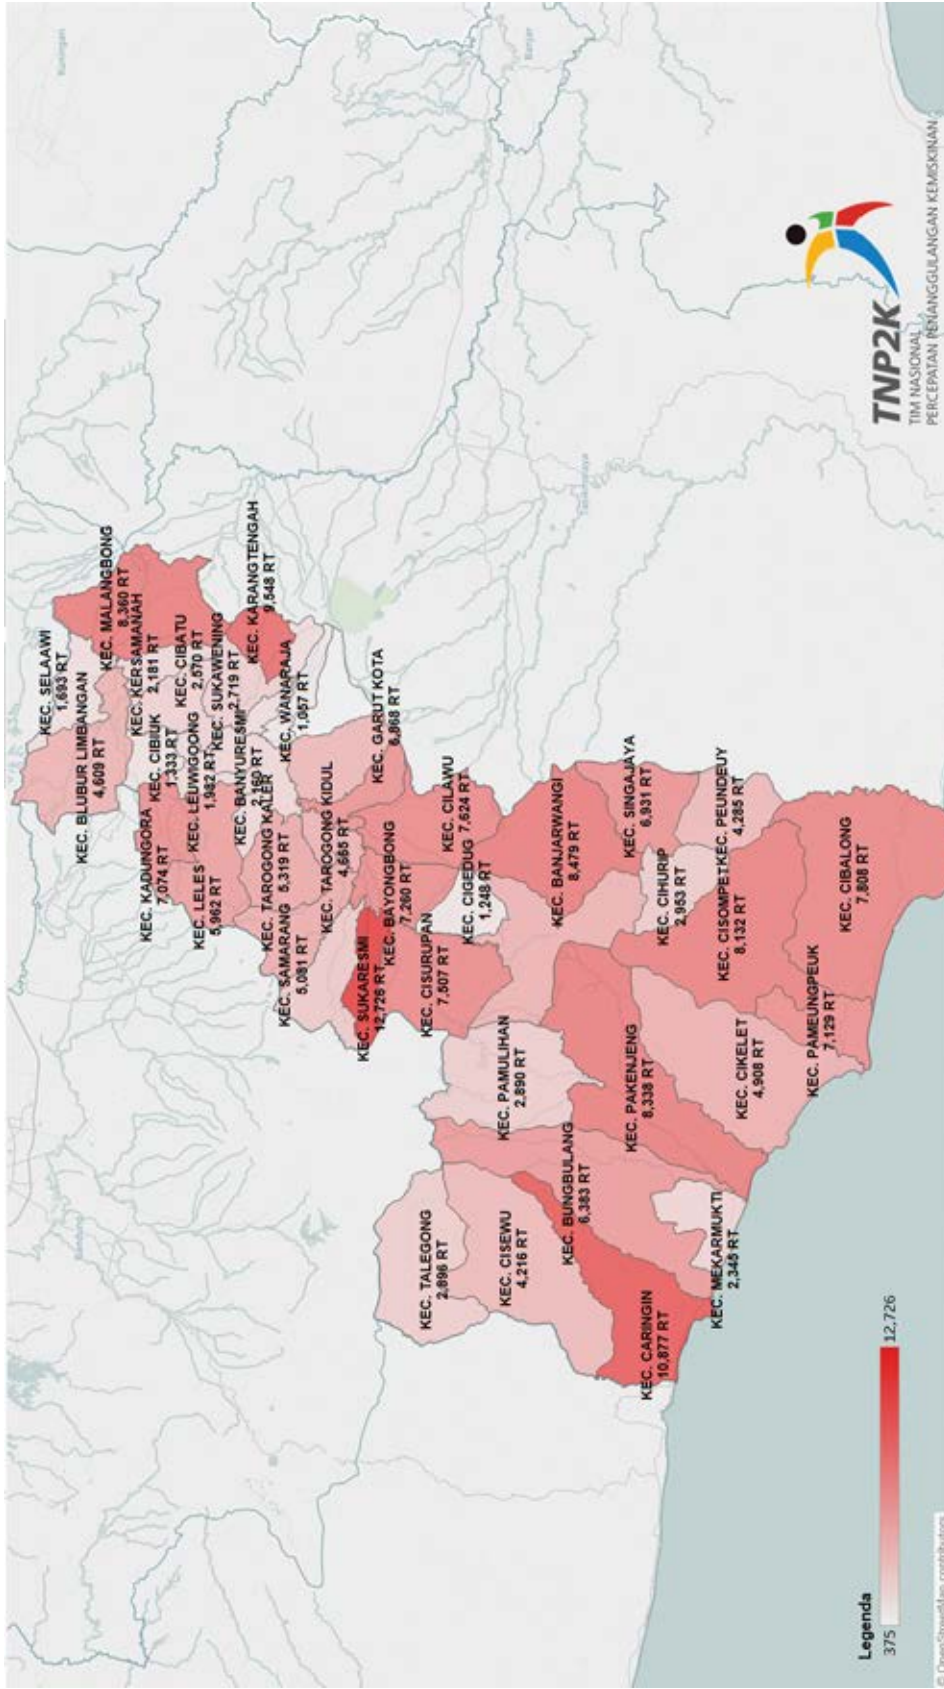 KEC. SELAAWI
1,693 RT
KEC. BLUBUR LIMBANGAN
4,609 RT
KEC. MALANGBONG
8,360 RT
KEC. KERSAMANAH
2,181 RT
KEC. CIBIUK
1,333 RT
KEC. CIBATU
2,570 RT
KEC. KADUNGORA
7,074 RT
KEC. LEUWIGOONG
1,982 RT
KEC. SUKAWENING
2,719 RT
KEC. LELES
5,962 RT
KEC. BANYURESMI
KEC. KARANGTENGAH
9,548 RT
KEC. TAROGONG KALER
5,319 RT
KEC. WANARAJA
1,057 RT
KEC. SAMARANG
5,081 RT
KEC. TAROGONG KIDUL
4,665 RT
KEC. GARUT KOTA
6,868 RT
KEC. SUKARESMI
12,726 RT
KEC. BAYONGBONG
7,260 RT
KEC. CISURUPAN
7,507 RT
KEC. CILAWU
7,624 RT
KEC. CIGEDUG
1,248 RT
KEC. TALEGONG
2,896 RT
KEC. PAMULIHAN
2,890 RT
KEC. CISEWU
4,216 RT
KEC. BANJARWANGI
8,479 RT
KEC. BUNGBULANG
6,383 RT
KEC. PAKENJENG
8,338 RT
KEC. SINGAJAYA
6,931 RT
KEC. CIHURIP
2,953 RT
KEC. CARINGIN
10,877 RT
KEC. MEKARMUKTI
2,345 RT
KEC. CISOMPET
8,132 RT
KEC. PEUNDEUY
4,285 RT
KEC. CIKELET
4,908 RT
KEC. PAMEUNGPEUK
7,129 RT
KEC. CIBALONG
7,808 RT
Kuningan
Banjar
Tasikmalaya
Bandung
Legenda
375
12,726
TNP2K
TIM NASIONAL
PERCEPATAN PENANGGULANGAN KEMISKINAN
© OpenStreetMap contributors